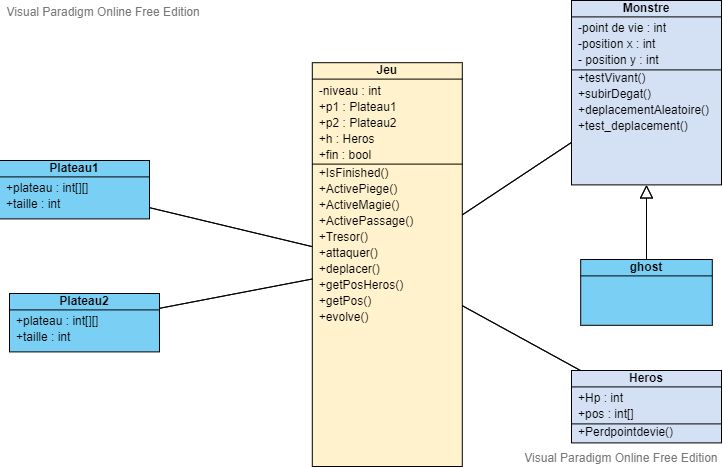 Visual Paradigm Online Free Edition
Monstre
-point de vie : int
-position x : int
- position y : int
+testVivant()
+subirDegat()
+deplacementAleatoire()
+test_deplacement()
Jeu
-niveau : int
+p1 : Plateau1
+p2 : Plateau2
+h : Heros
+fin : bool
+IsFinished()
+ActivePiege()
+ActiveMagie()
+ActivePassage()
+Tresor()
+attaquer()
+deplacer()
+getPosHeros()
+getPos()
+evolve()
Plateau1
+plateau : int[][]
+taille : int
Plateau2
+plateau : int[][]
+taille : int
ghost
Heros
+Hp : int
+pos : int[]
+Perdpointdevie()
Visual Paradigm Online Free Edition